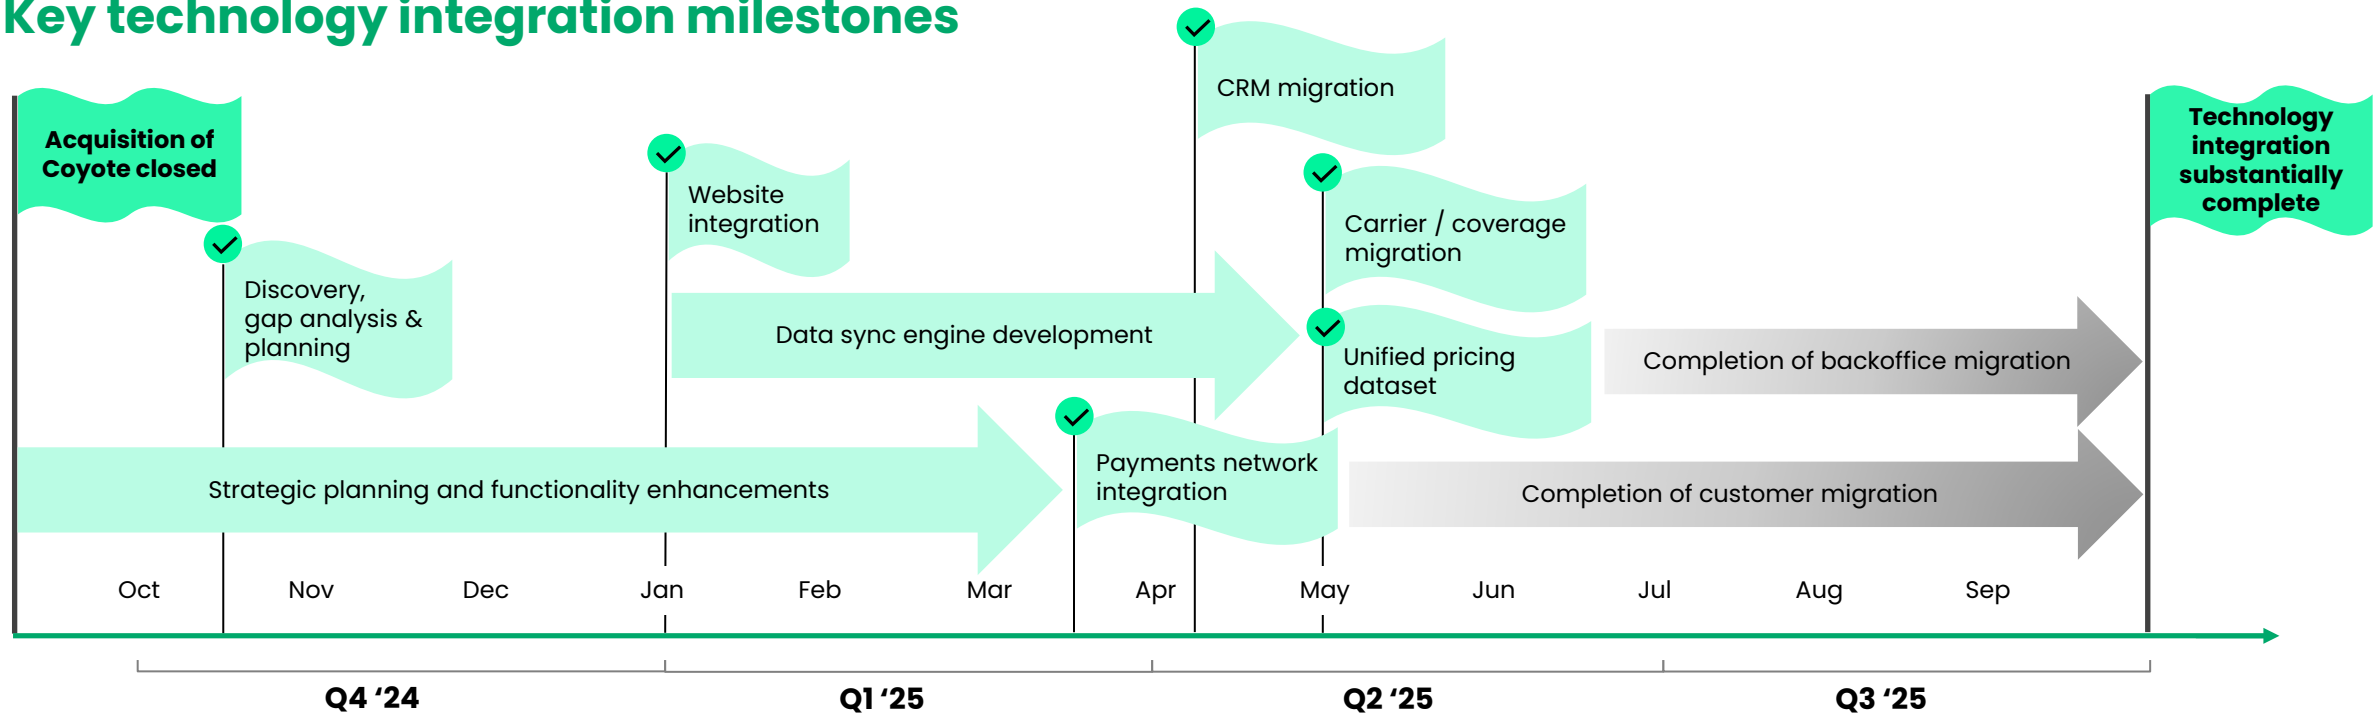 Key technology integration milestones
CRM migration
Acquisition of
Coyote closed
Technology
integration
substantially
complete
Website
integration
Carrier / coverage
migration
Discovery,
gap analysis &
planning
Data sync engine development
Unified pricing
dataset
Completion of backoffice migration
Payments network
integration
Strategic planning and functionality enhancements
Completion of customer migration
Oct Nov Dec Jan Feb Mar Apr May Jun Jul Aug Sep
Q4 ‘24 Q1 ‘25 Q2 ‘25 Q3 ‘25